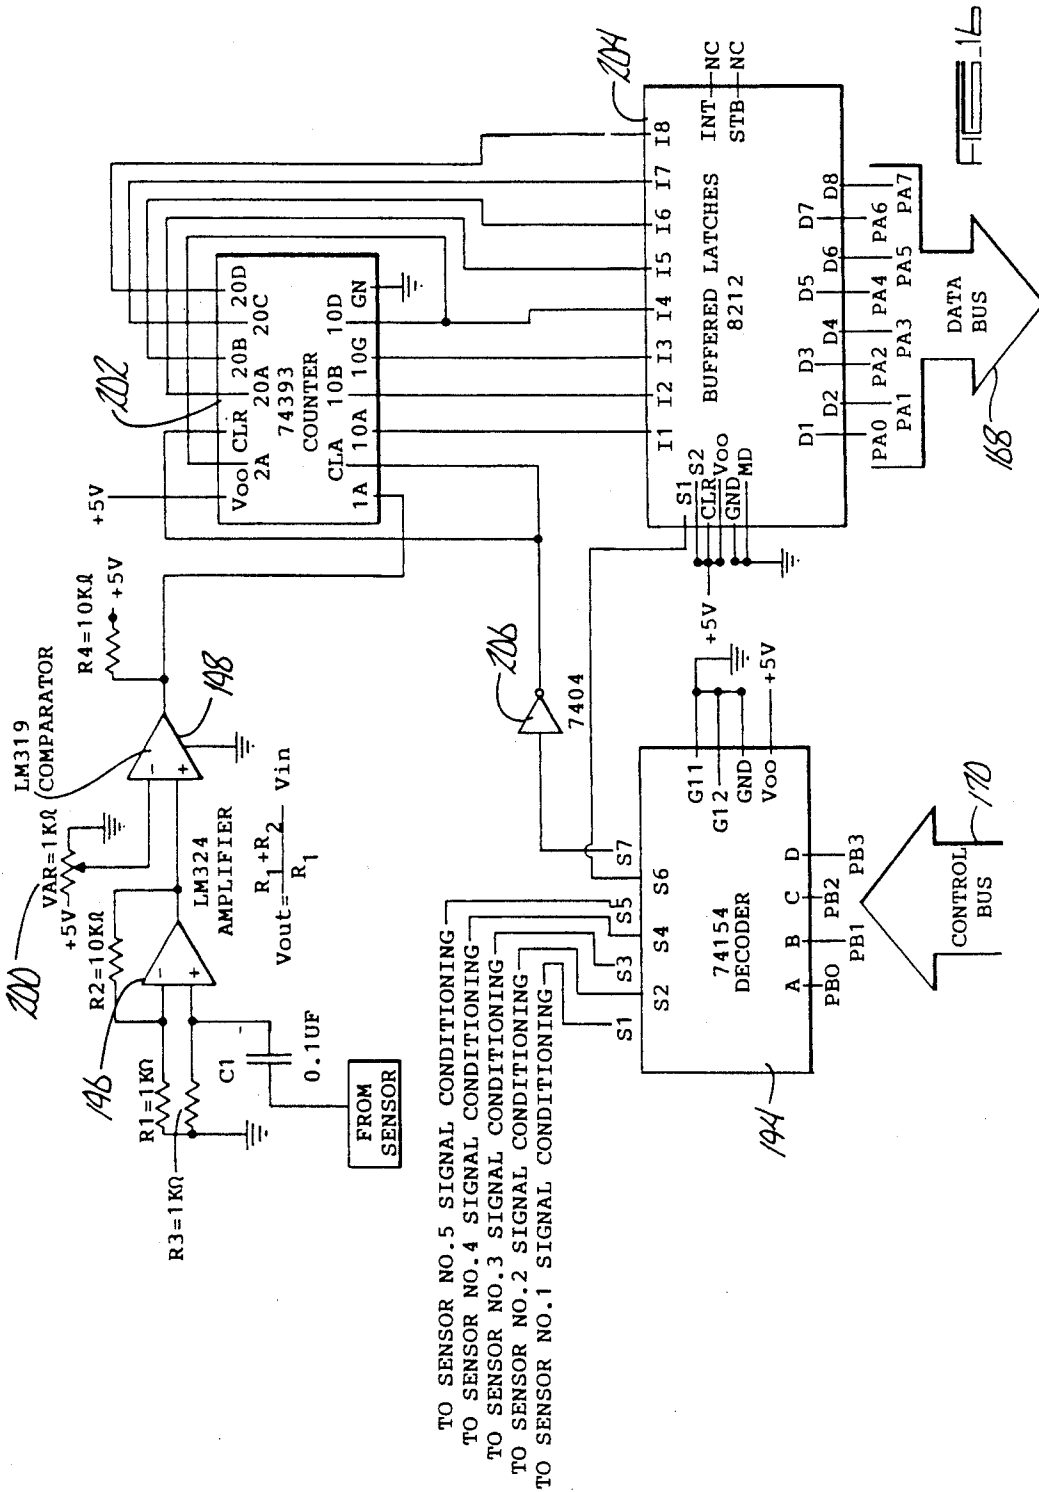 200
+5V
VAR=1KΩ
LM319
COMPARATOR
198
R4=10KΩ
+5V
R2=10KΩ
196
R1=1KΩ
R3=1KΩ
C1
0.1UF
FROM
SENSOR
LM324
AMPLIFIER
Vout= R1+R2 / R1 Vin
+5V
202
Voo
2A
CLR
20A
20B
20C
20D
74393
COUNTER
1A
CLA
10A
10B
10G
10D
GN
206
7404
204
I1
I2
I3
I4
I5
I6
I7
I8
INT
NC
STB
NC
BUFFERED LATCHES
8212
S1
S2
CLR
Voo
GND
MD
+5V
D1
D2
D3
D4
D5
D6
D7
D8
PA0
PA1
PA2
PA3
PA4
PA5
PA6
PA7
DATA
BUS
168
TO SENSOR NO.5 SIGNAL CONDITIONING
TO SENSOR NO.4 SIGNAL CONDITIONING
TO SENSOR NO.3 SIGNAL CONDITIONING
TO SENSOR NO.2 SIGNAL CONDITIONING
TO SENSOR NO.1 SIGNAL CONDITIONING
S1
S2
S3
S4
S5
S6
S7
74154
DECODER
G11
G12
GND
Voo
+5V
A
B
C
D
PB0
PB1
PB2
PB3
194
CONTROL
BUS
170
FIG_16